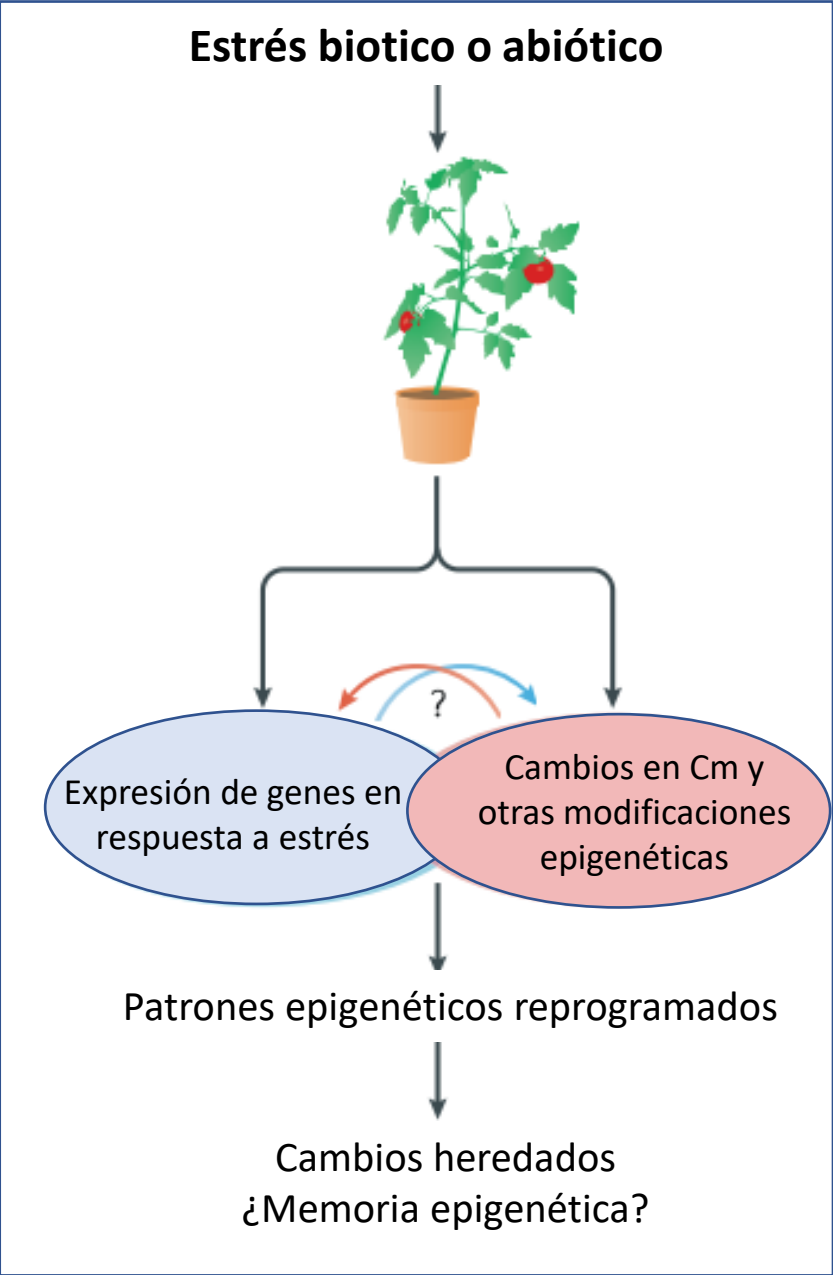 Estrés biotico o abiótico
?
Expresión de genes en
respuesta a estrés
Cambios en Cm y
otras modificaciones
epigenéticas
Patrones epigenéticos reprogramados
Cambios heredados
¿Memoria epigenética?